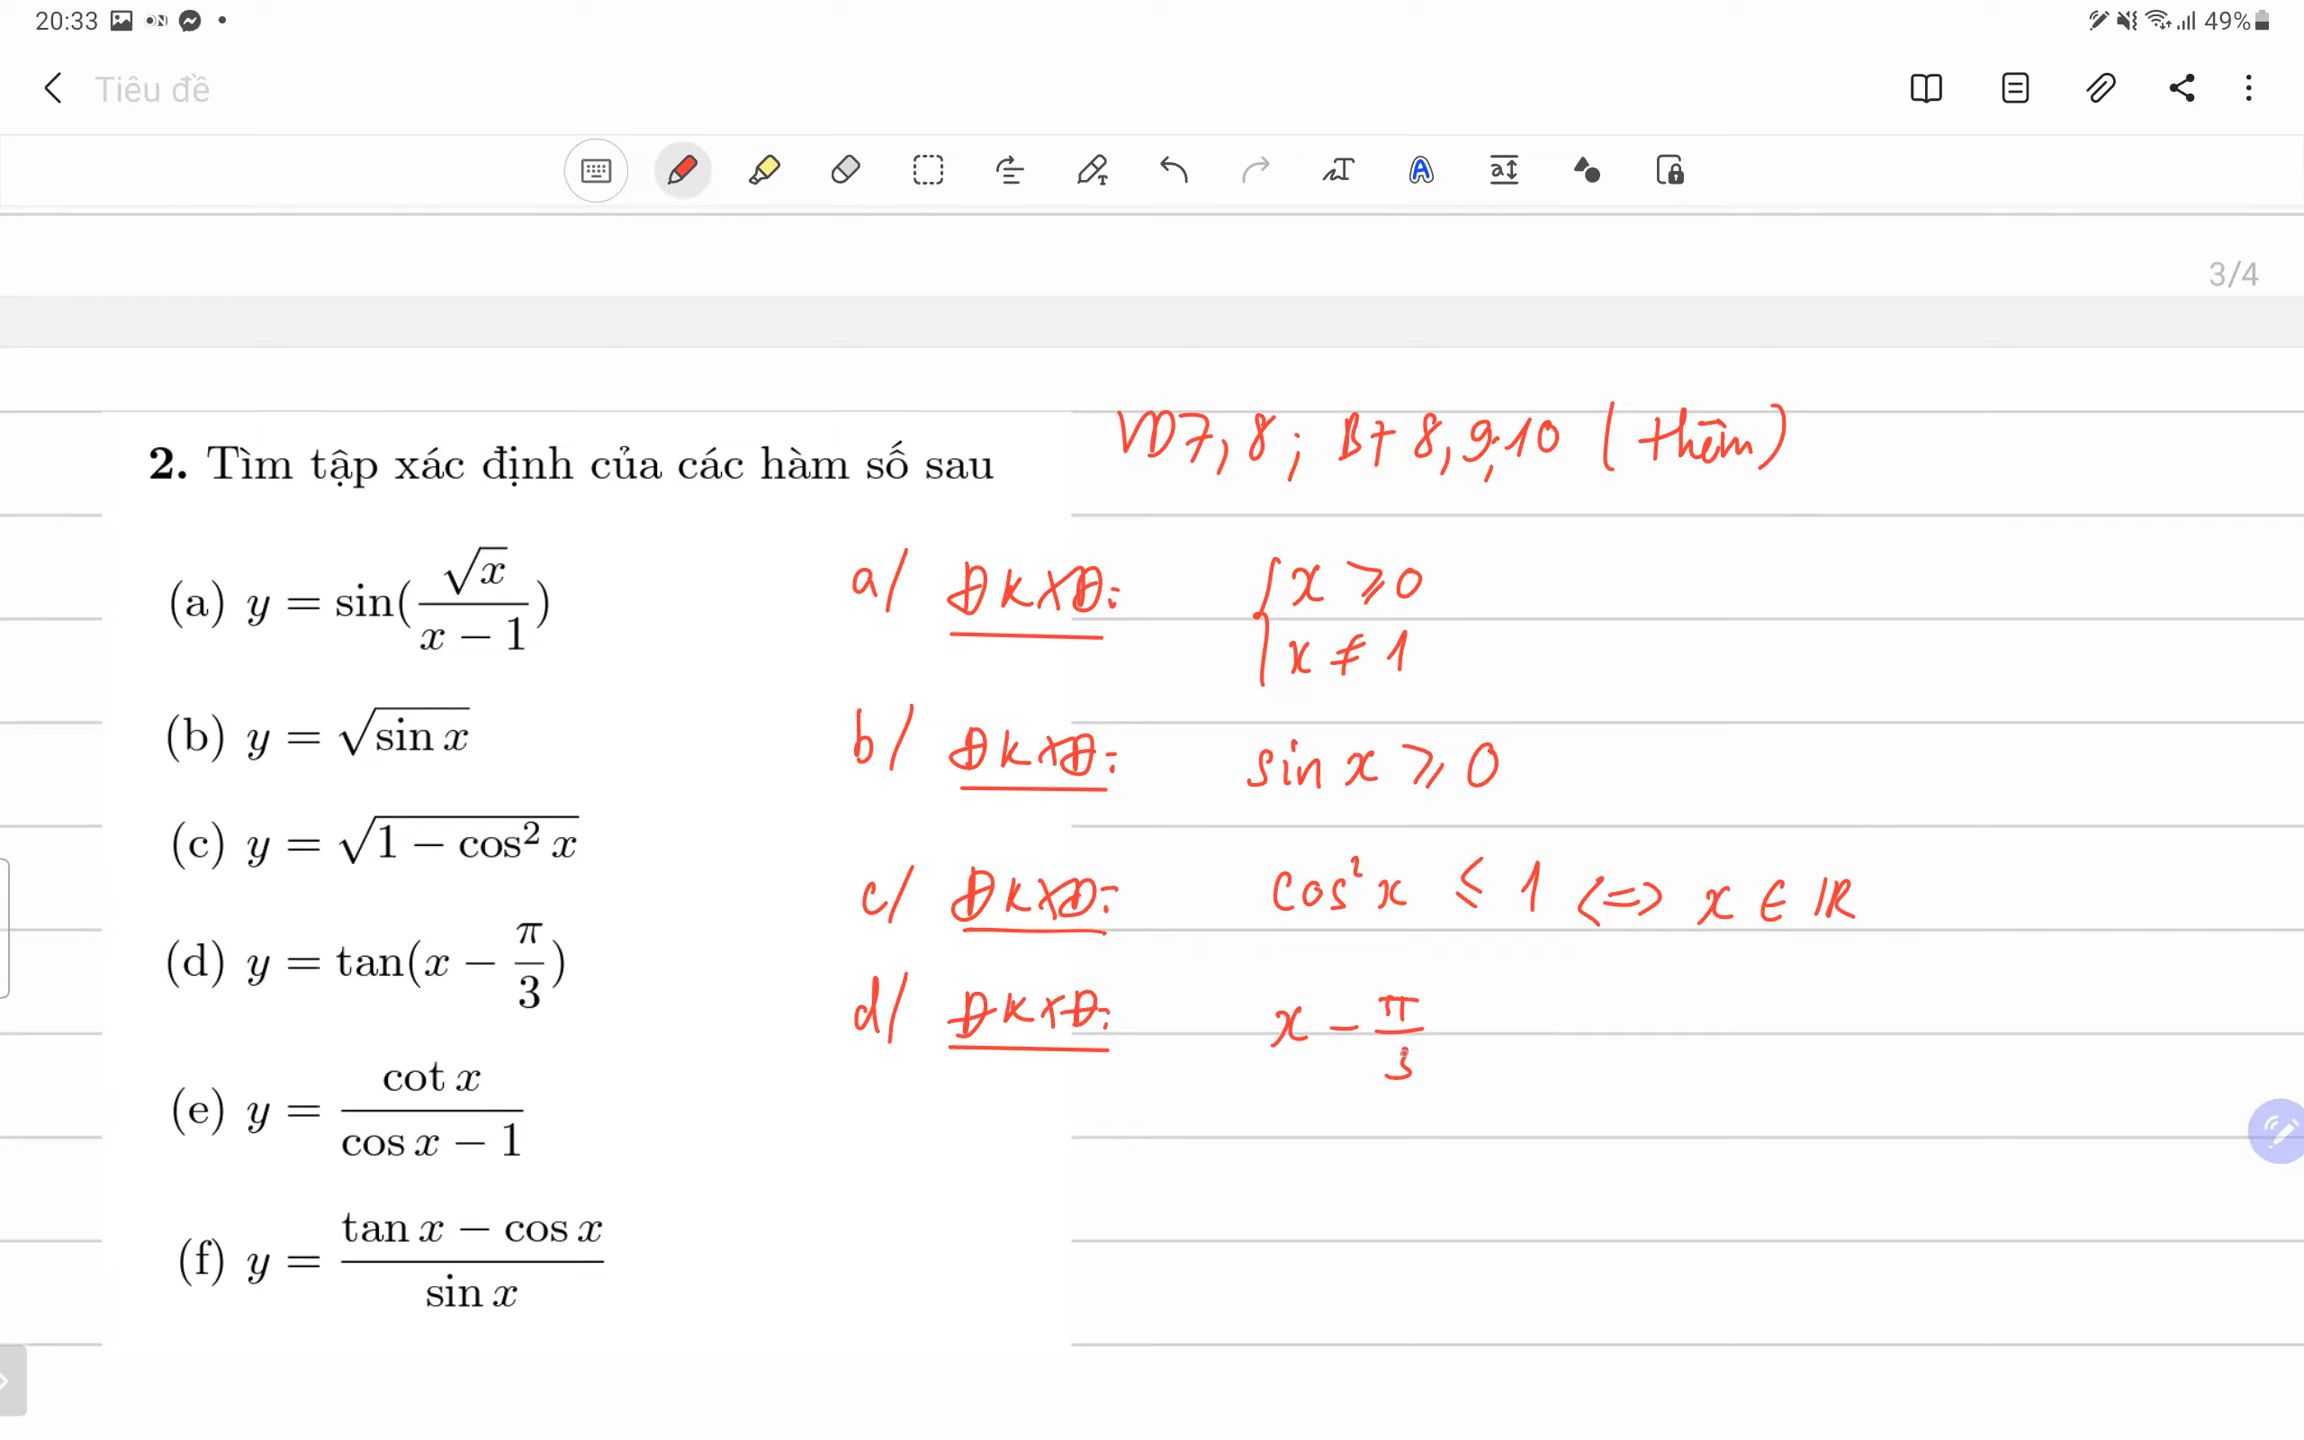 20:33
49%
Tiêu đề
3/4
VD7, 8; BT 8, 9, 10 (thêm)
2. Tìm tập xác định của các hàm số sau
(a) y = sin(√x / (x − 1))
a/ ĐKXĐ: { x ⩾ 0
x ≠ 1
(b) y = √(sin x)
b/ ĐKXĐ: sin x ⩾ 0
(c) y = √(1 − cos² x)
c/ ĐKXĐ: cos² x ≤ 1 <=> x ∈ ℝ
(d) y = tan(x − π/3)
d/ ĐKXĐ: x − π/3
(e) y = cot x / (cos x − 1)
(f) y = (tan x − cos x) / sin x